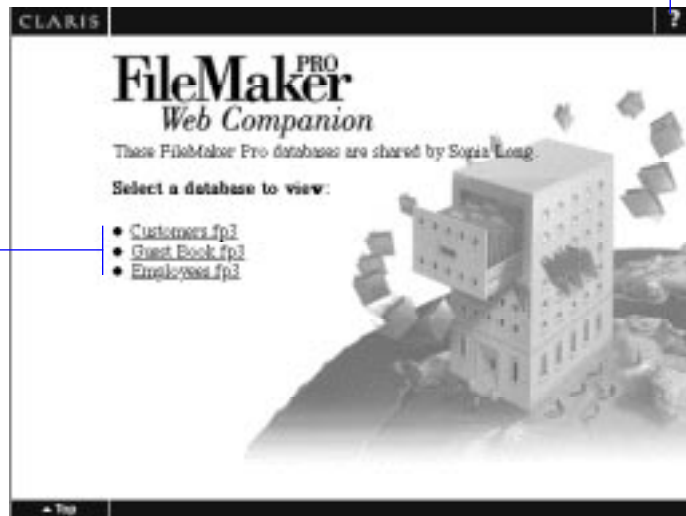 CLARIS
?
FileMaker PRO
Web Companion
These FileMaker Pro databases are shared by Sonia Long.
Select a database to view:
Customers.fp3
Guest Book.fp3
Employees.fp3
Top